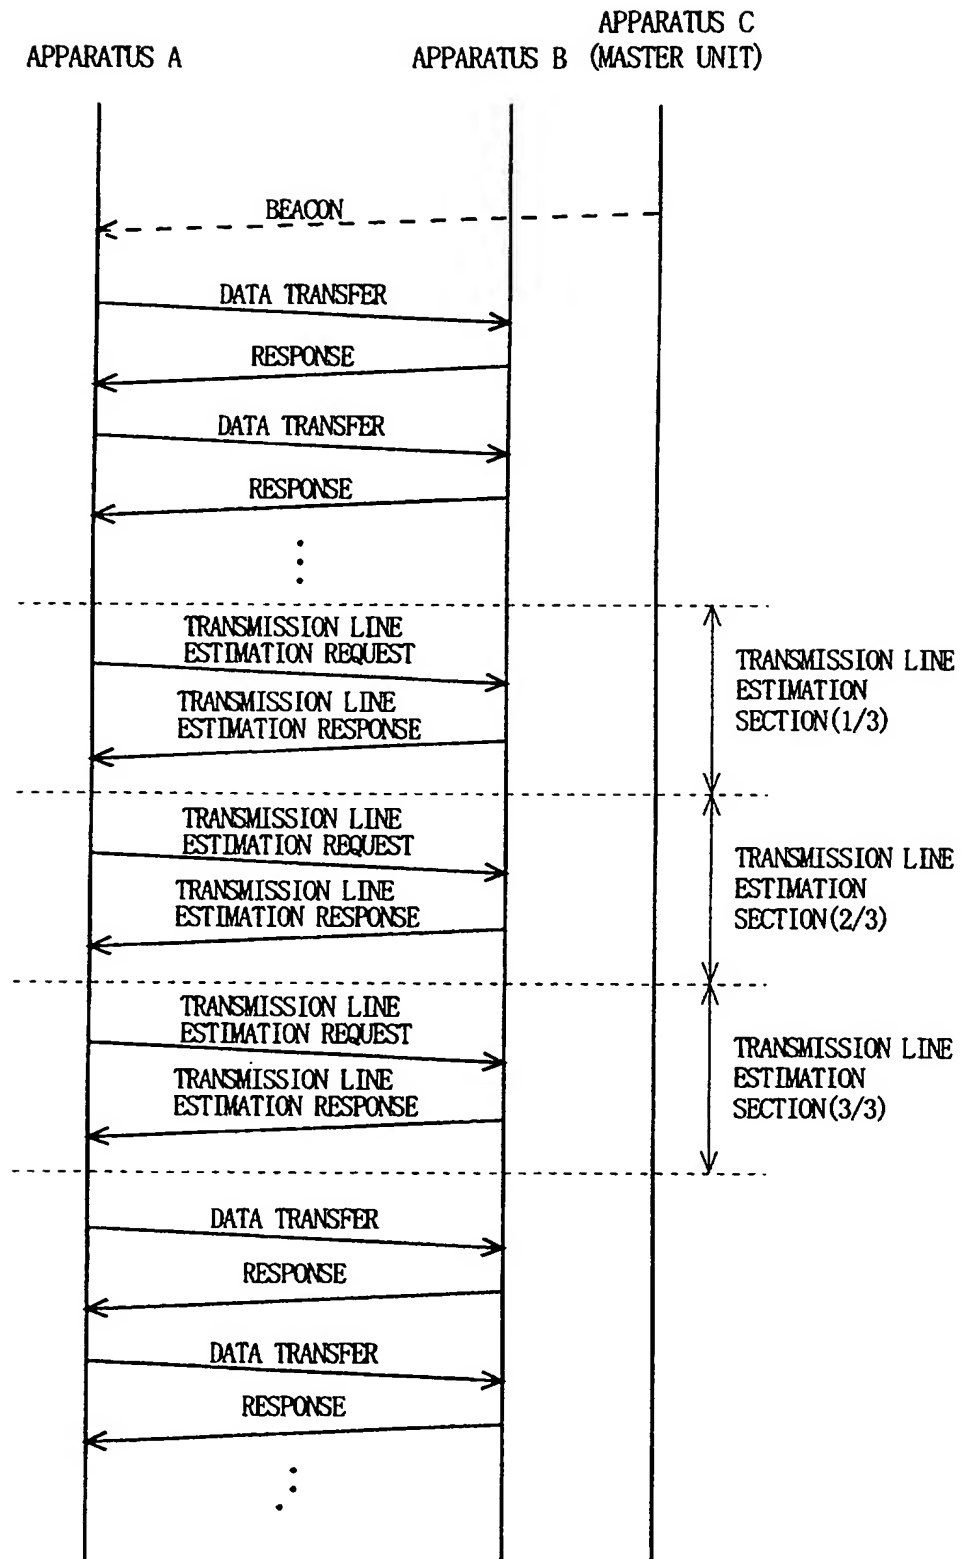 APPARATUS C
APPARATUS A
APPARATUS B
(MASTER UNIT)
BEACON
DATA TRANSFER
RESPONSE
DATA TRANSFER
RESPONSE
TRANSMISSION LINE
ESTIMATION REQUEST
TRANSMISSION LINE
ESTIMATION RESPONSE
TRANSMISSION LINE
ESTIMATION
SECTION(1/3)
TRANSMISSION LINE
ESTIMATION REQUEST
TRANSMISSION LINE
ESTIMATION RESPONSE
TRANSMISSION LINE
ESTIMATION
SECTION(2/3)
TRANSMISSION LINE
ESTIMATION REQUEST
TRANSMISSION LINE
ESTIMATION RESPONSE
TRANSMISSION LINE
ESTIMATION
SECTION(3/3)
DATA TRANSFER
RESPONSE
DATA TRANSFER
RESPONSE